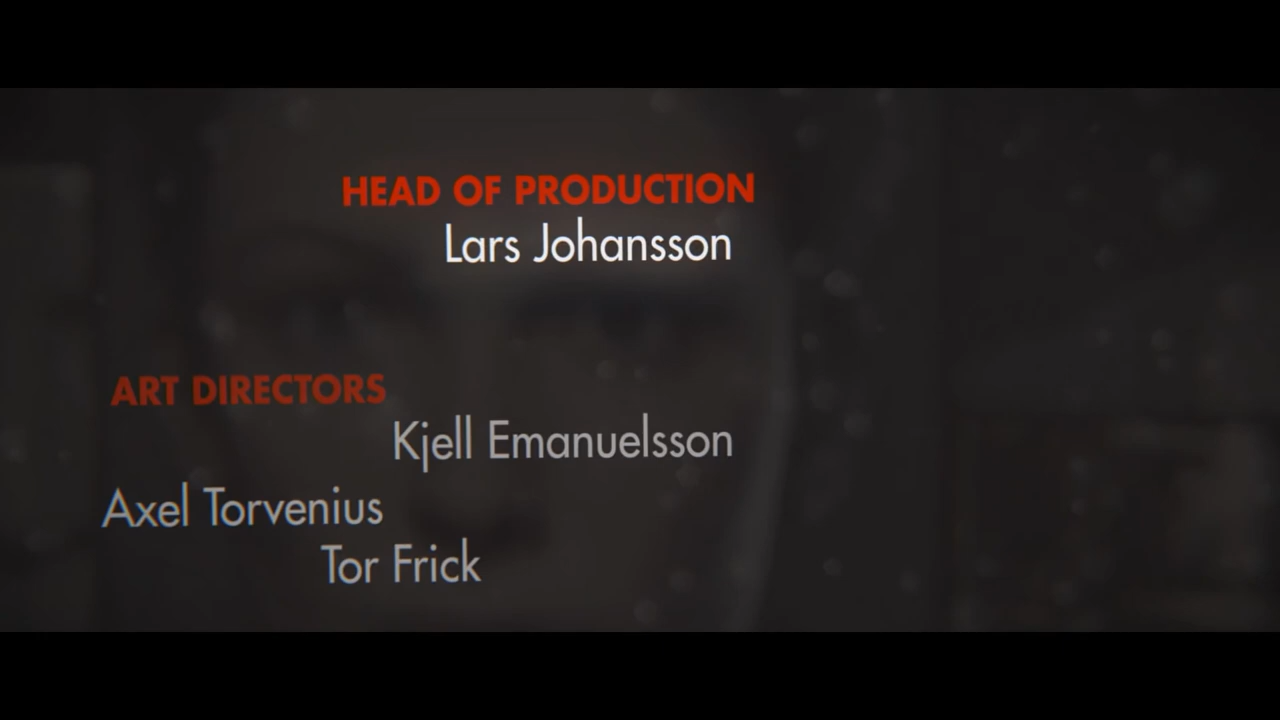 HEAD OF PRODUCTION
Lars Johansson
ART DIRECTORS
Kjell Emanuelsson
Axel Torvenius
Tor Frick